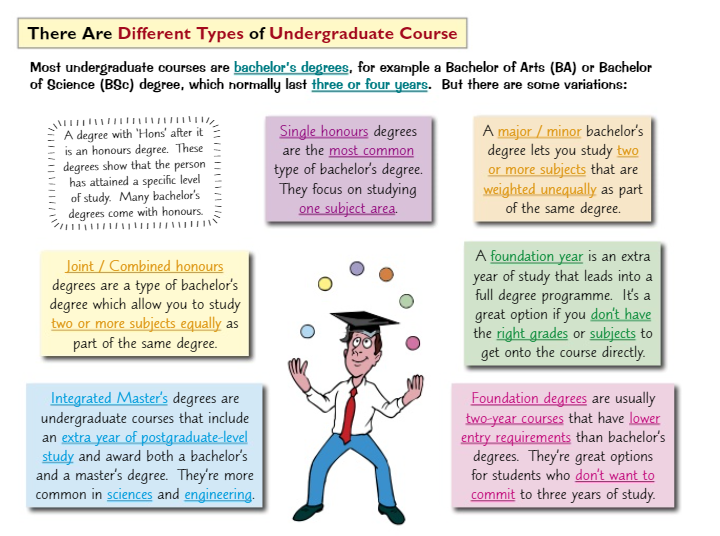 There Are Different Types of Undergraduate Course
Most undergraduate courses are bachelor's degrees, for example a Bachelor of Arts (BA) or Bachelor
of Science (BSc) degree, which normally last three or four years. But there are some variations:
A degree with 'Hons' after it
is an honours degree. These
degrees show that the person
has attained a specific level
of study. Many bachelor's
degrees come with honours.
Single honours degrees
are the most common
type of bachelor's degree.
They focus on studying
one subject area.
A major / minor bachelor's
degree lets you study two
or more subjects that are
weighted unequally as part
of the same degree.
Joint / Combined honours
degrees are a type of bachelor's
degree which allow you to study
two or more subjects equally as
part of the same degree.
A foundation year is an extra
year of study that leads into a
full degree programme. It's a
great option if you don't have
the right grades or subjects to
get onto the course directly.
Integrated Master's degrees are
undergraduate courses that include
an extra year of postgraduate-level
study and award both a bachelor's
and a master's degree. They're more
common in sciences and engineering.
Foundation degrees are usually
two-year courses that have lower
entry requirements than bachelor's
degrees. They're great options
for students who don't want to
commit to three years of study.